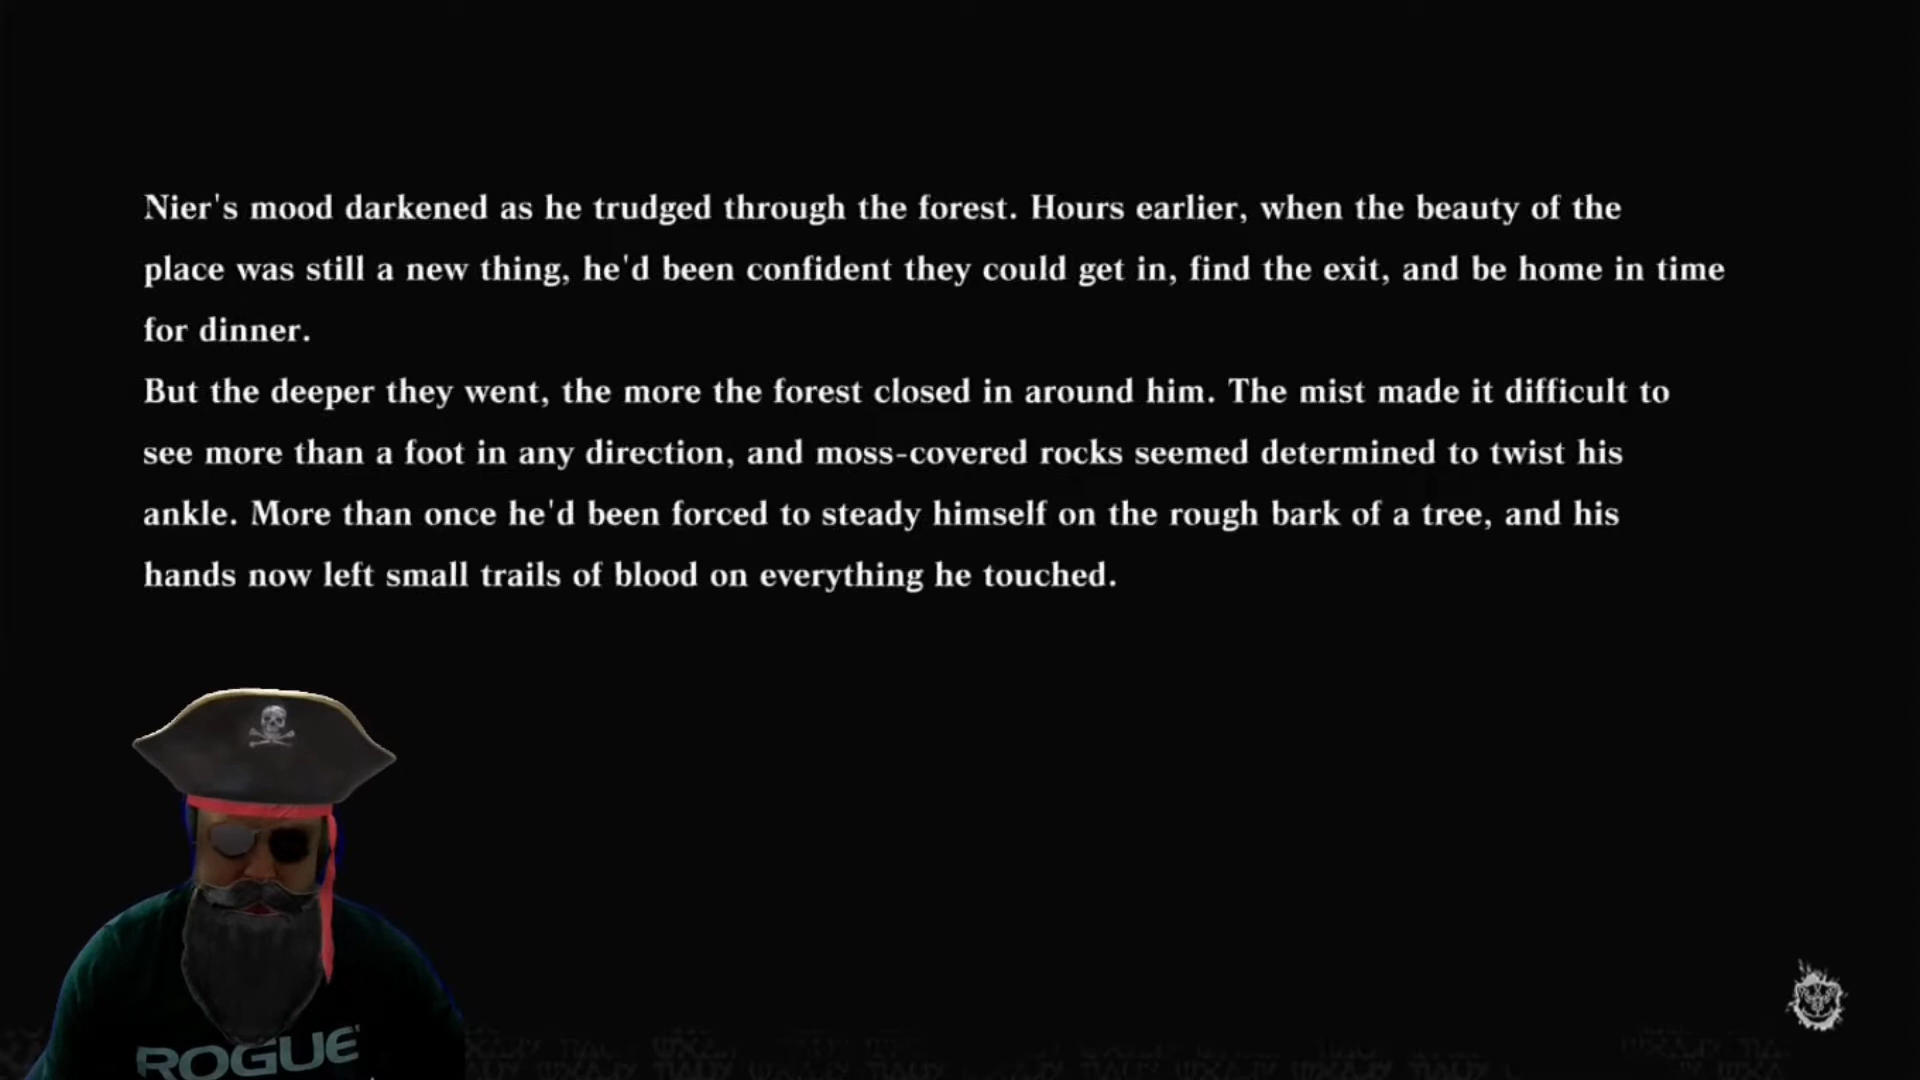 Nier's mood darkened as he trudged through the forest. Hours earlier, when the beauty of the
place was still a new thing, he'd been confident they could get in, find the exit, and be home in time
for dinner.
But the deeper they went, the more the forest closed in around him. The mist made it difficult to
see more than a foot in any direction, and moss-covered rocks seemed determined to twist his
ankle. More than once he'd been forced to steady himself on the rough bark of a tree, and his
hands now left small trails of blood on everything he touched.
ROGUE